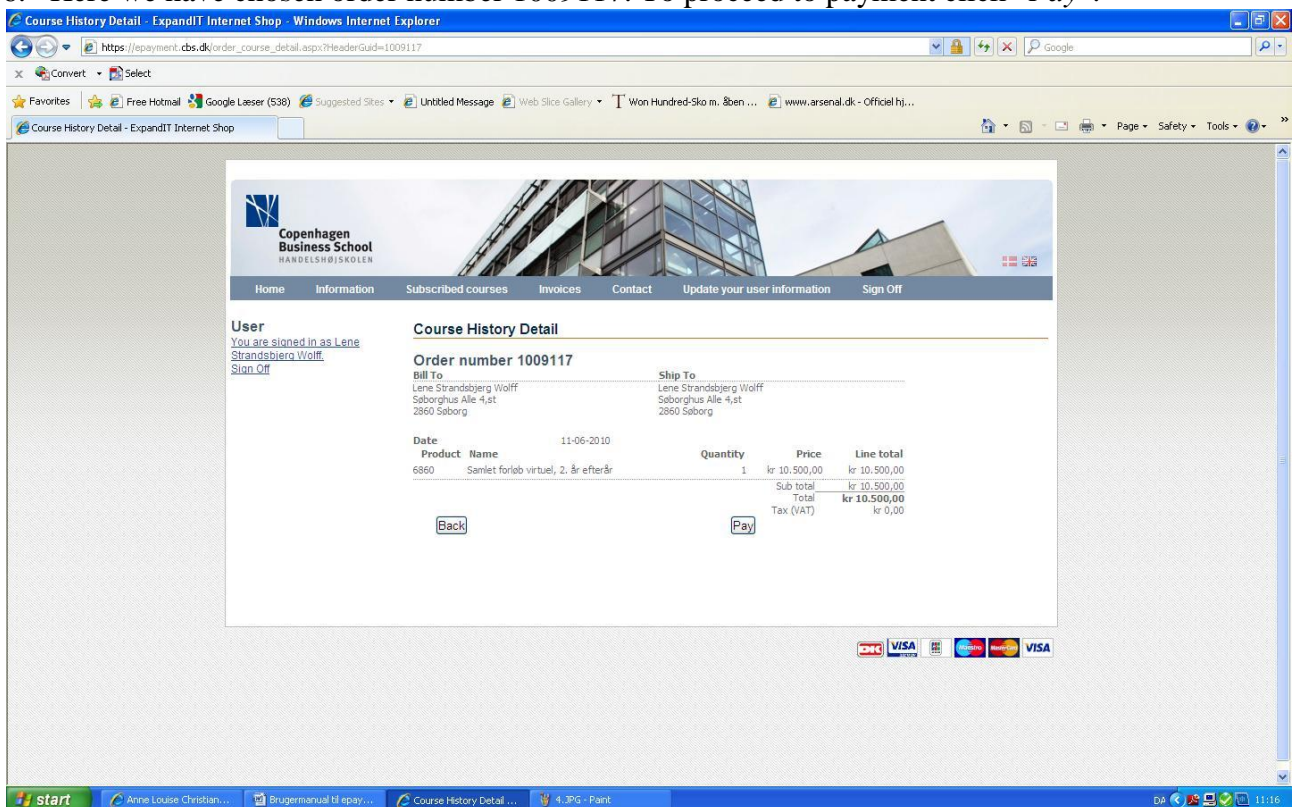 Here we have chosen order number 1009117. To proceed to payment click "Pay".
Course History Detail - ExpandIT Internet Shop - Windows Internet Explorer
https://epayment.cbs.dk/order_course_detail.aspx?HeaderGuid=1009117
Google
x Convert Select
Favorites Free Hotmail Google Læser (538) Suggested Sites Untitled Message Web Slice Gallery Won Hundred-Sko m. åben ... www.arsenal.dk - Officiel hj...
Course History Detail - ExpandIT Internet Shop
Page Safety Tools
Copenhagen
Business School
HANDELSHØJSKOLEN
Home Information Subscribed courses Invoices Contact Update your user information Sign Off
User
You are signed in as Lene
Strandsbjerg Wolff.
Sign Off
Course History Detail
Order number 1009117
Bill To Ship To
Lene Strandsbjerg Wolff Lene Strandsbjerg Wolff
Søborghus Alle 4,st Søborghus Alle 4,st
2860 Søborg 2860 Søborg
Date 11-06-2010
Product Name Quantity Price Line total
6860 Samlet forløb virtuel, 2. år efterår 1 kr 10.500,00 kr 10.500,00
Sub total kr 10.500,00
Total kr 10.500,00
Tax (VAT) kr 0,00
Back Pay
VISA Maestro MasterCard VISA
start Anne Louise Christian... Brugermanual til epay... Course History Detail ... 4.JPG - Paint DA 11:16